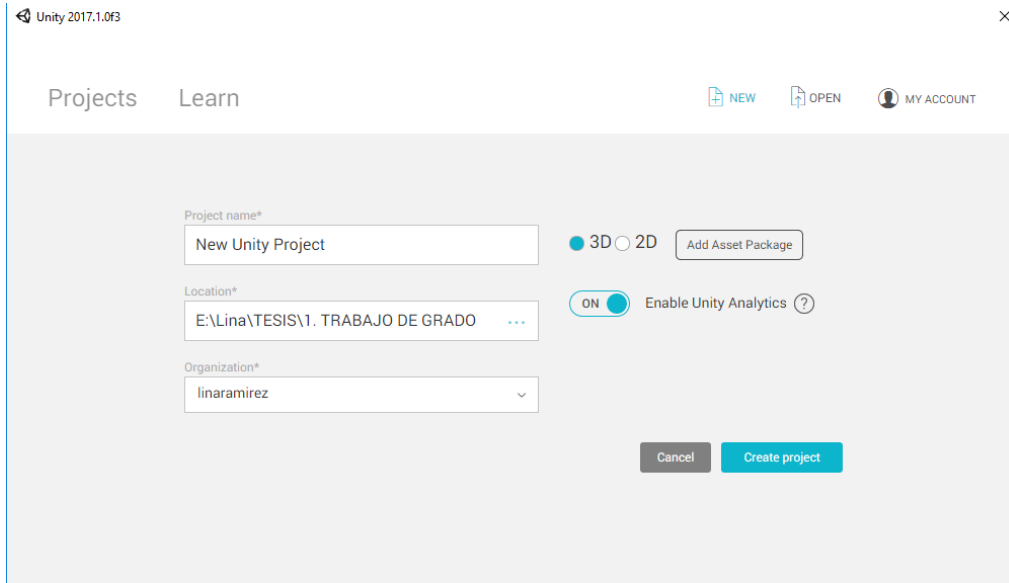 Unity 2017.1.0f3
Projects Learn NEW OPEN MY ACCOUNT
Project name*
New Unity Project
3D 2D Add Asset Package
Location*
E:\Lina\TESIS\1. TRABAJO DE GRADO ...
ON Enable Unity Analytics ?
Organization*
linaramirez
Cancel Create project